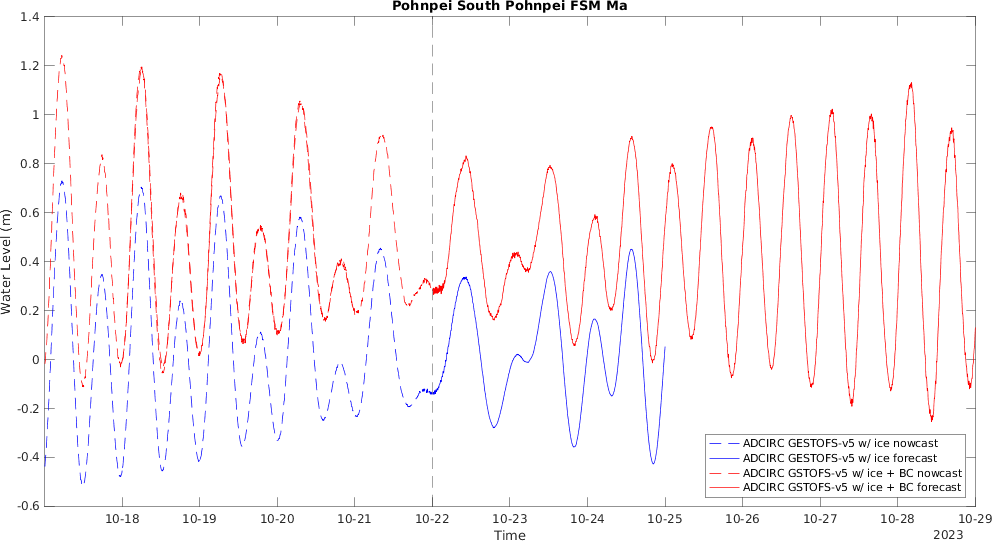 Pohnpei South Pohnpei FSM Ma
1.4
1.2
1
0.8
0.6
0.4
0.2
0
-0.2
-0.4
-0.6
Water Level (m)
ADCIRC GESTOFS-v5 w/ ice nowcast
ADCIRC GESTOFS-v5 w/ ice forecast
ADCIRC GSTOFS-v5 w/ ice + BC nowcast
ADCIRC GSTOFS-v5 w/ ice + BC forecast
10-18 10-19 10-20 10-21 10-22 10-23 10-24 10-25 10-26 10-27 10-28 10-29
Time
2023